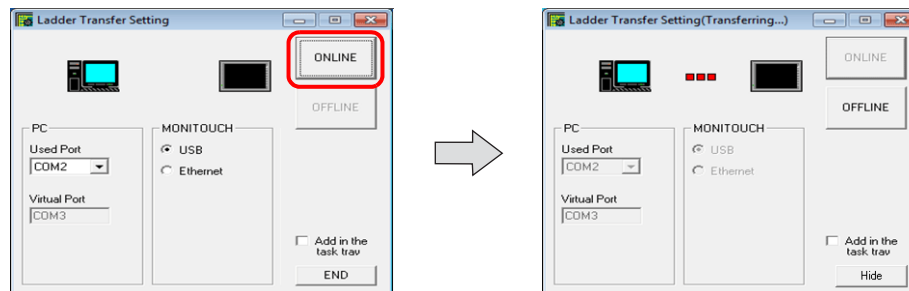 Ladder Transfer Setting
ONLINE
OFFLINE
PC
Used Port
COM2
Virtual Port
COM3
MONITOUCH
USB
Ethernet
Add in the
task tray
END
Ladder Transfer Setting(Transferring...)
ONLINE
OFFLINE
PC
Used Port
COM2
Virtual Port
COM3
MONITOUCH
USB
Ethernet
Add in the
task tray
Hide